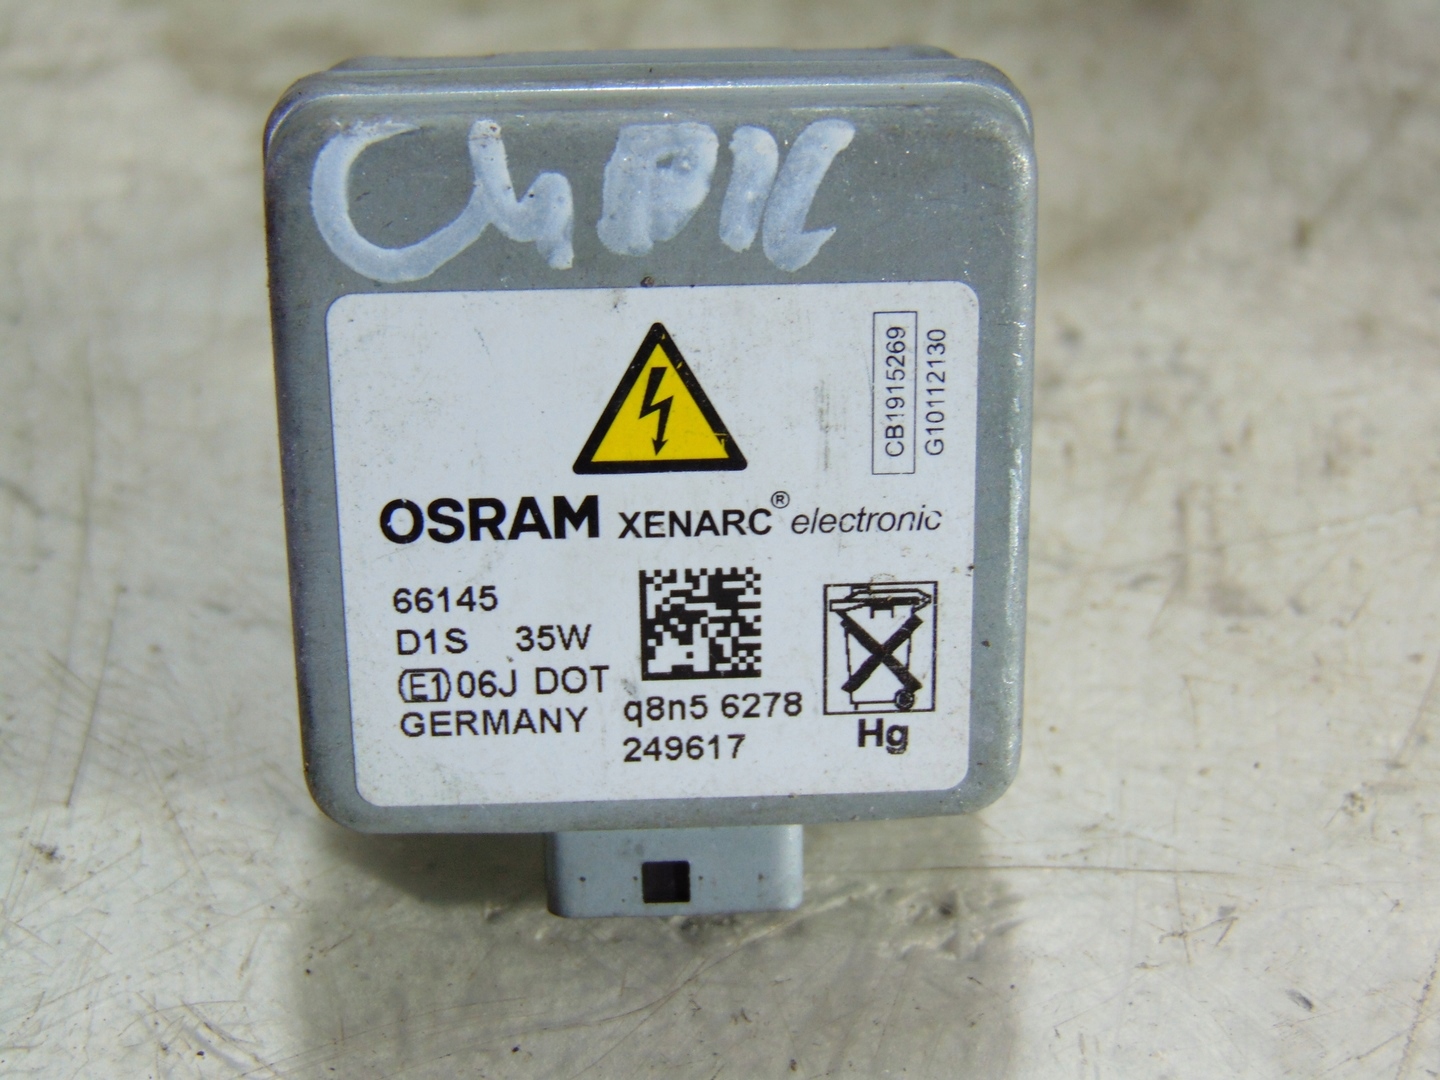 CB1915269
G10112130
OSRAM XENARC® electronic
66145
D1S 35W
E1 06J DOT
GERMANY
q8n5 6278
249617
Hg